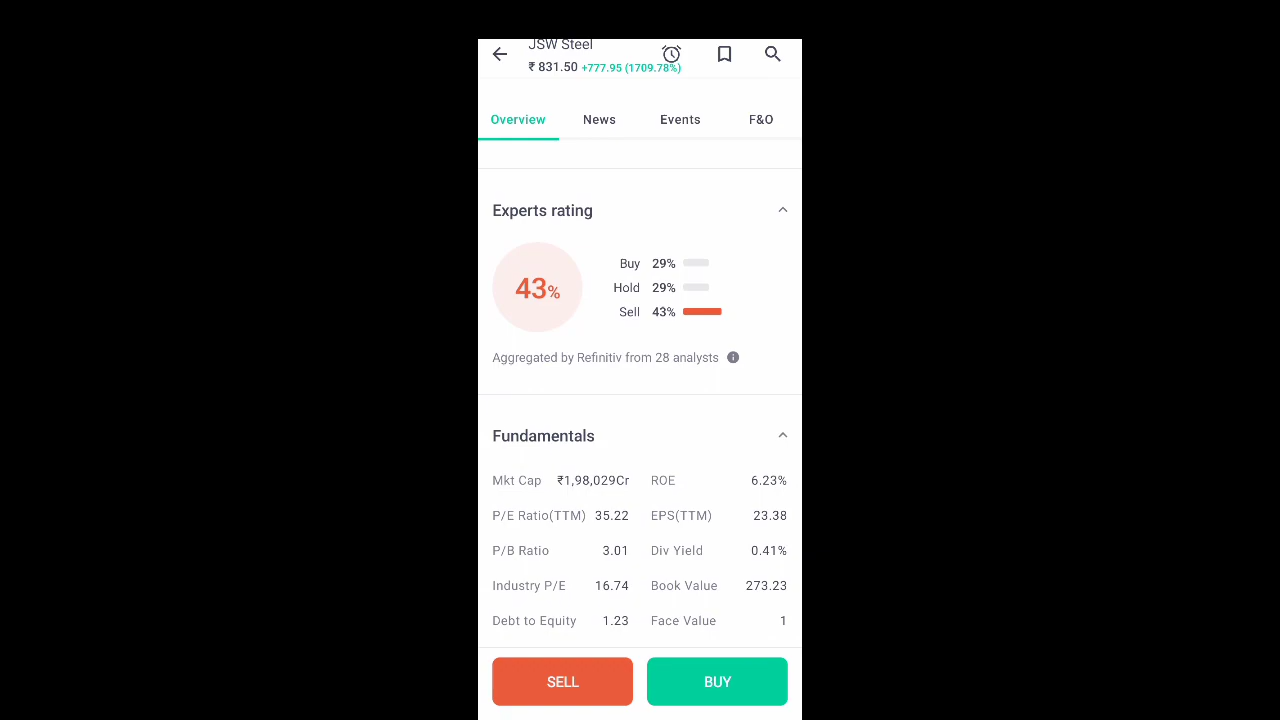 JSW Steel
₹ 831.50 +777.95 (1709.78%)
Overview News Events F&O
Experts rating
43%
Buy 29%
Hold 29%
Sell 43%
Aggregated by Refinitiv from 28 analysts
Fundamentals
Mkt Cap ₹1,98,029Cr ROE 6.23%
P/E Ratio(TTM) 35.22 EPS(TTM) 23.38
P/B Ratio 3.01 Div Yield 0.41%
Industry P/E 16.74 Book Value 273.23
Debt to Equity 1.23 Face Value 1
SELL BUY